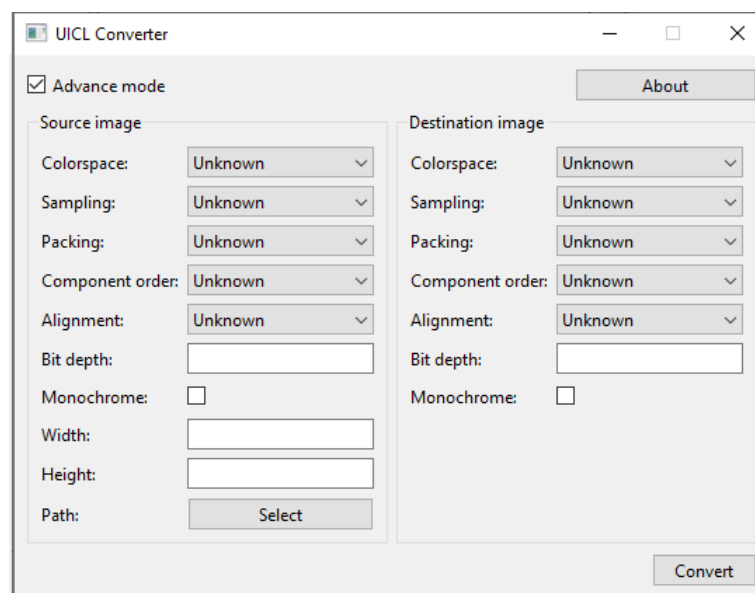 UICL Converter
Advance mode
About
Source image
Colorspace: Unknown
Sampling: Unknown
Packing: Unknown
Component order: Unknown
Alignment: Unknown
Bit depth:
Monochrome:
Width:
Height:
Path: Select
Destination image
Colorspace: Unknown
Sampling: Unknown
Packing: Unknown
Component order: Unknown
Alignment: Unknown
Bit depth:
Monochrome:
Convert